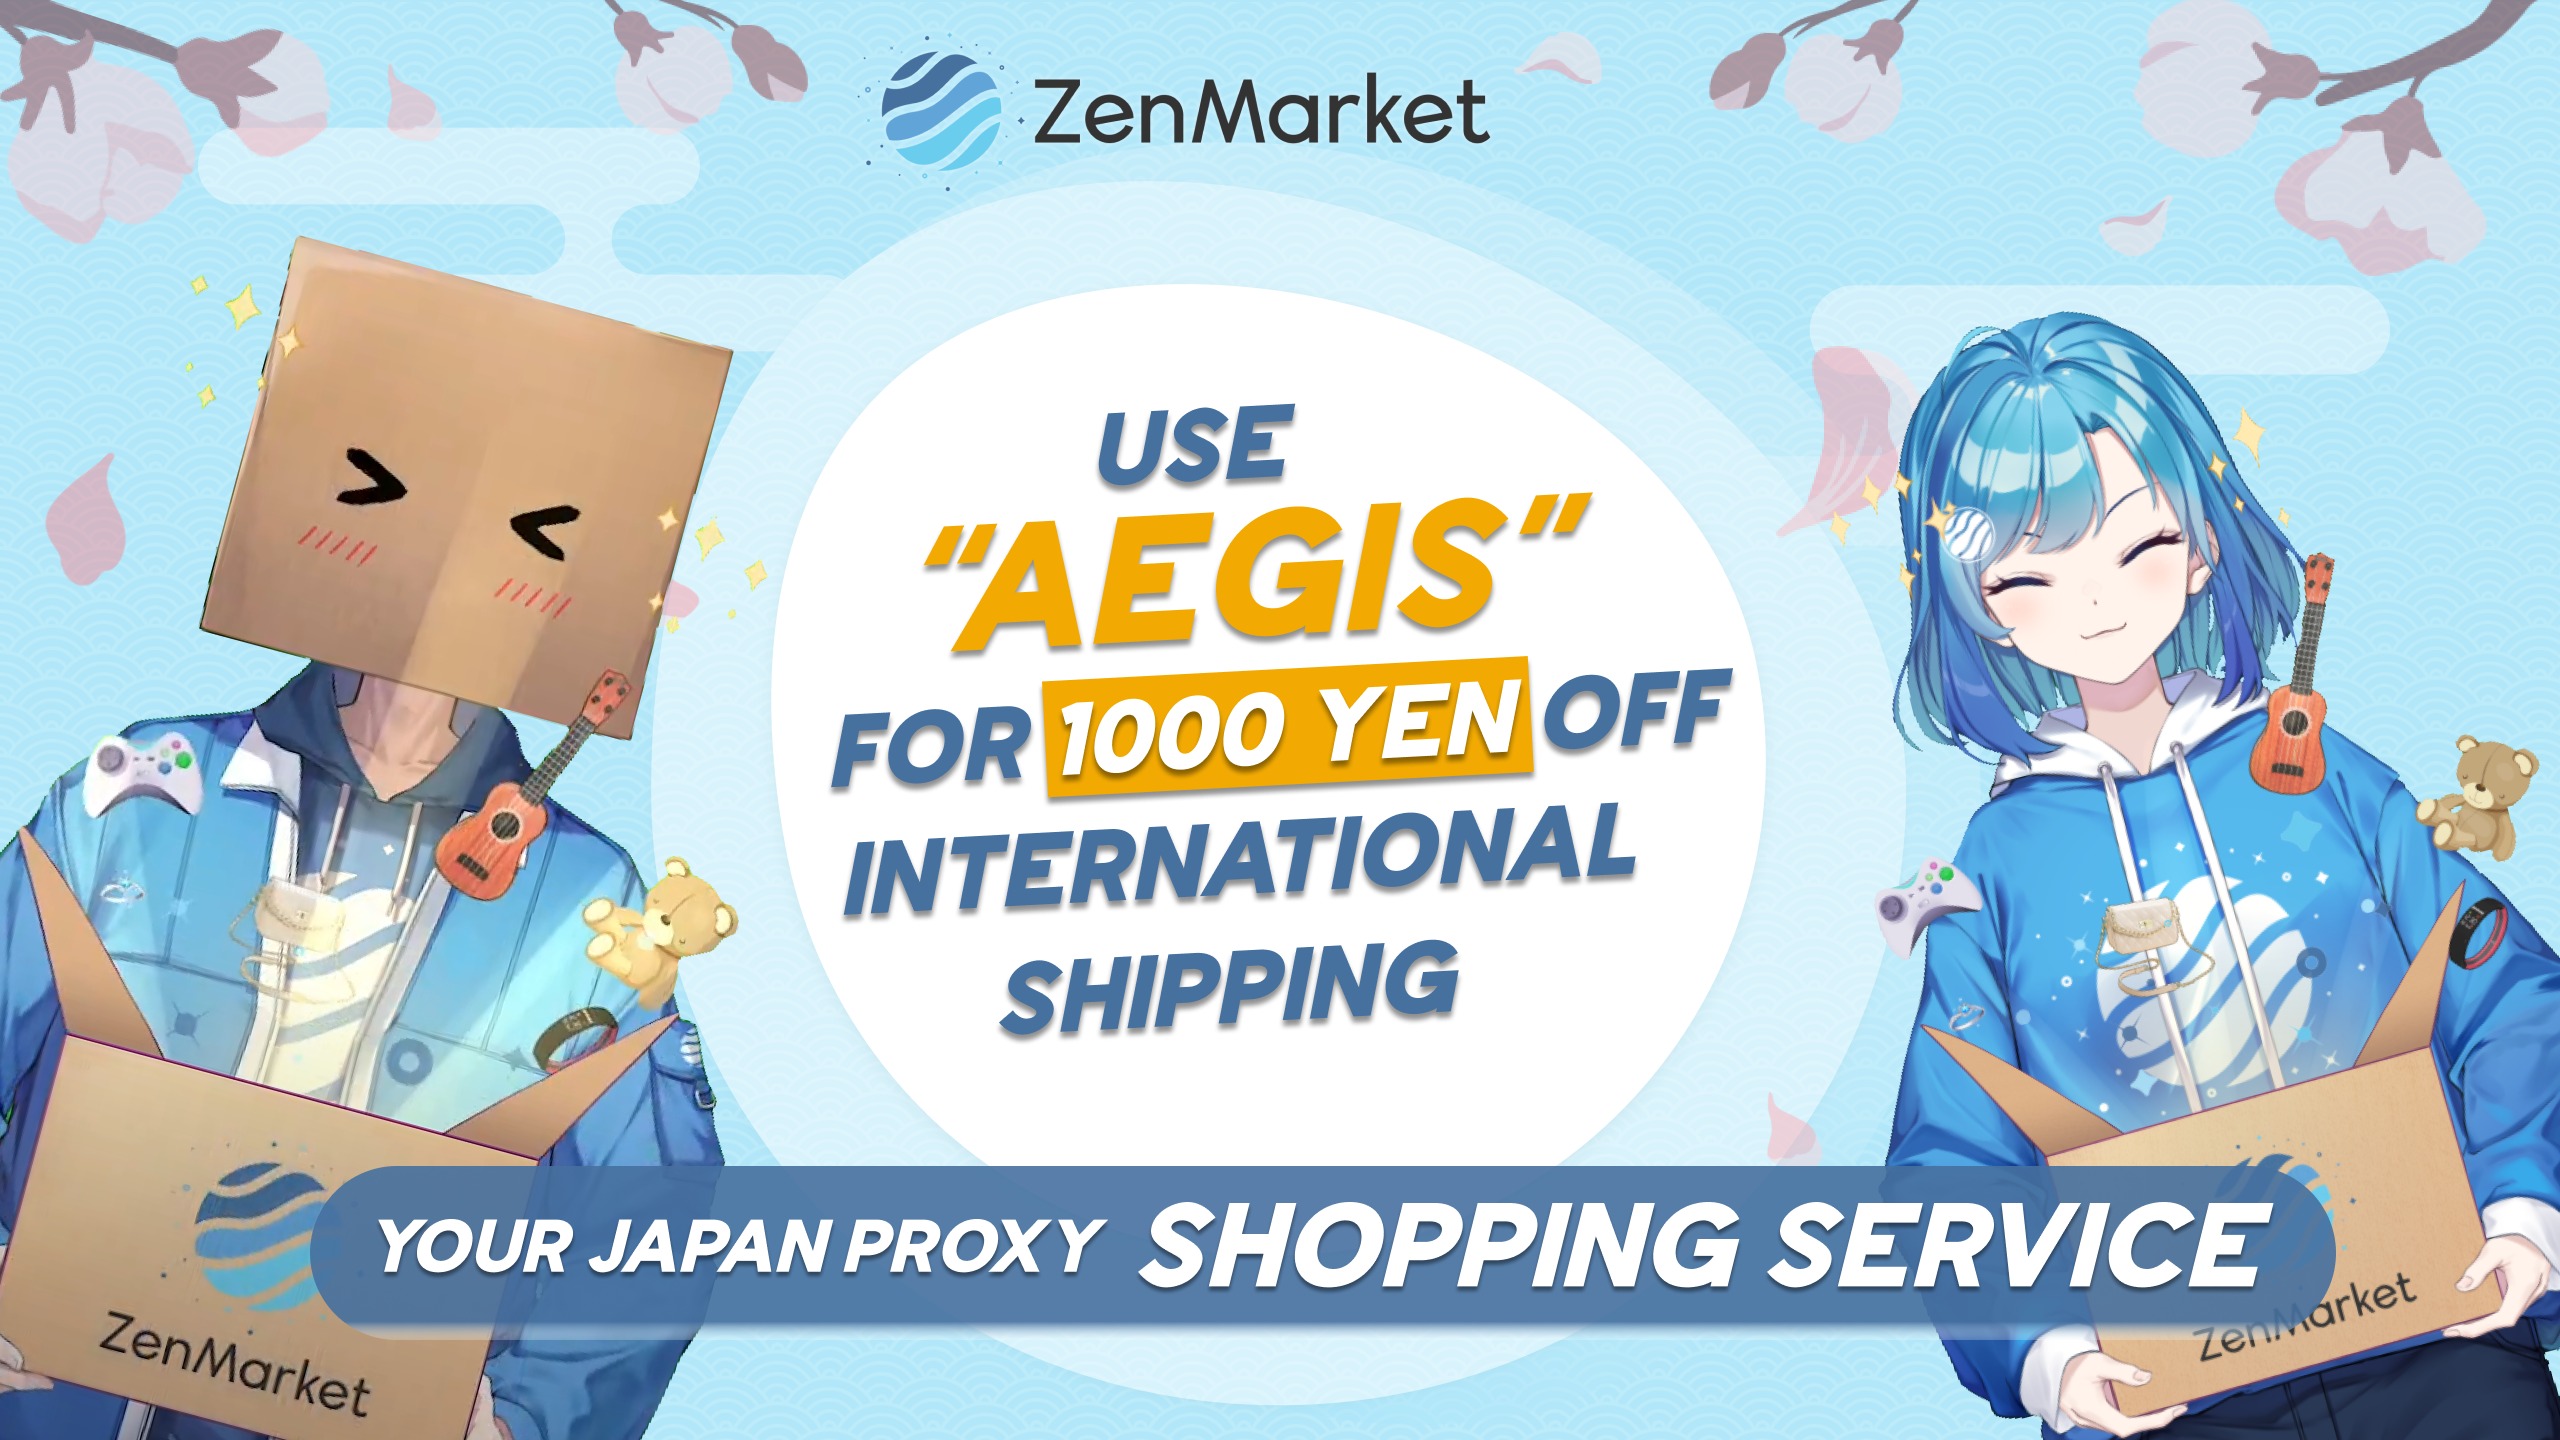 ZenMarket
USE
“AEGIS”
FOR 1000 YEN OFF
INTERNATIONAL
SHIPPING
YOUR JAPAN PROXY SHOPPING SERVICE
ZenMarket
ZenMarket